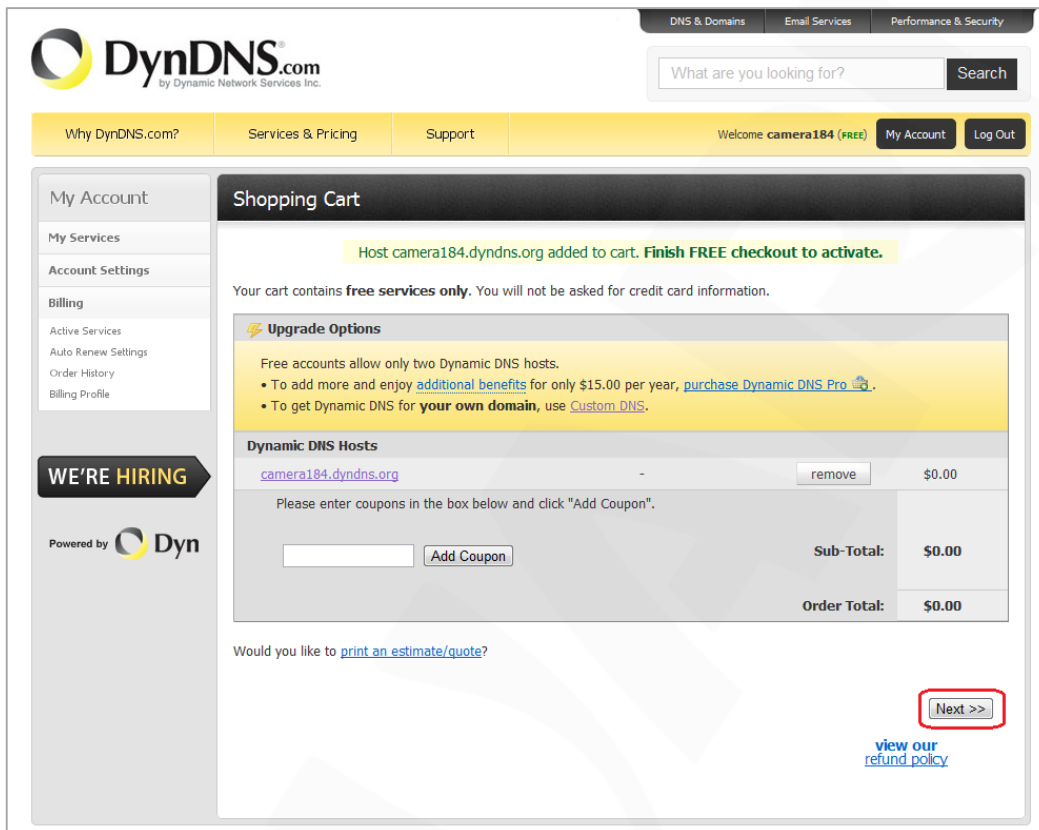 DNS & Domains Email Services Performance & Security
DynDNS.com
by Dynamic Network Services Inc.
What are you looking for? Search
Why DynDNS.com? Services & Pricing Support Welcome camera184 (FREE) My Account Log Out
My Account
My Services
Account Settings
Billing
Active Services
Auto Renew Settings
Order History
Billing Profile
WE'RE HIRING
Powered by Dyn
Shopping Cart
Host camera184.dyndns.org added to cart. Finish FREE checkout to activate.
Your cart contains free services only. You will not be asked for credit card information.
Upgrade Options
Free accounts allow only two Dynamic DNS hosts.
• To add more and enjoy additional benefits for only $15.00 per year, purchase Dynamic DNS Pro .
• To get Dynamic DNS for your own domain, use Custom DNS.
Dynamic DNS Hosts
camera184.dyndns.org - remove $0.00
Please enter coupons in the box below and click "Add Coupon".
Add Coupon Sub-Total: $0.00
Order Total: $0.00
Would you like to print an estimate/quote?
Next >>
view our
refund policy